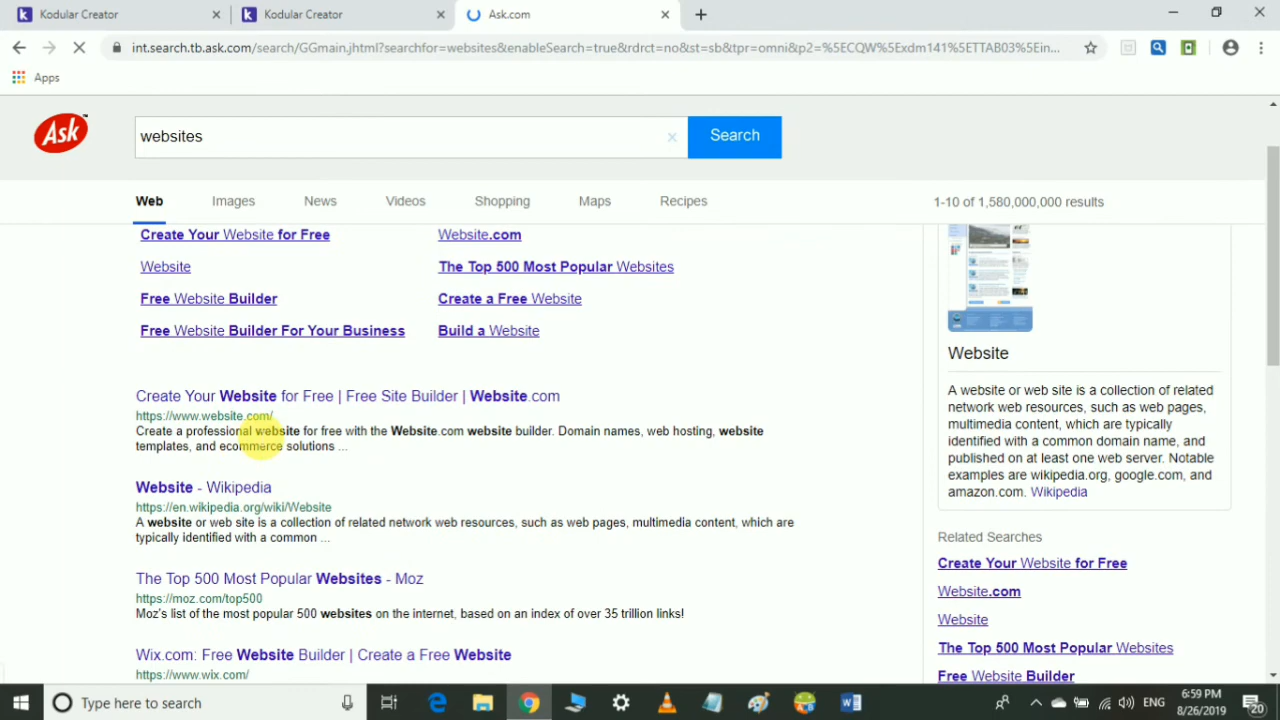 Kodular Creator
Kodular Creator
Ask.com
int.search.tb.ask.com/search/GGmain.jhtml?searchfor=websites&enableSearch=true&rdrct=no&st=sb&tpr=omni&p2=%5ECQW%5Exdm141%5ETTAB03%5Ein...
Apps
Ask
websites
Search
Web
Images
News
Videos
Shopping
Maps
Recipes
1-10 of 1,580,000,000 results
Create Your Website for Free
Website.com
Website
The Top 500 Most Popular Websites
Free Website Builder
Create a Free Website
Free Website Builder For Your Business
Build a Website
Create Your Website for Free | Free Site Builder | Website.com
https://www.website.com/
Create a professional website for free with the Website.com website builder. Domain names, web hosting, website
templates, and ecommerce solutions ...
Website - Wikipedia
https://en.wikipedia.org/wiki/Website
A website or web site is a collection of related network web resources, such as web pages, multimedia content, which are
typically identified with a common ...
The Top 500 Most Popular Websites - Moz
https://moz.com/top500
Moz's list of the most popular 500 websites on the internet, based on an index of over 35 trillion links!
Wix.com: Free Website Builder | Create a Free Website
https://www.wix.com/
Website
A website or web site is a collection of related
network web resources, such as web pages,
multimedia content, which are typically
identified with a common domain name, and
published on at least one web server. Notable
examples are wikipedia.org, google.com, and
amazon.com. Wikipedia
Related Searches
Create Your Website for Free
Website.com
Website
The Top 500 Most Popular Websites
Free Website Builder
Type here to search
ENG
6:59 PM
8/26/2019
20